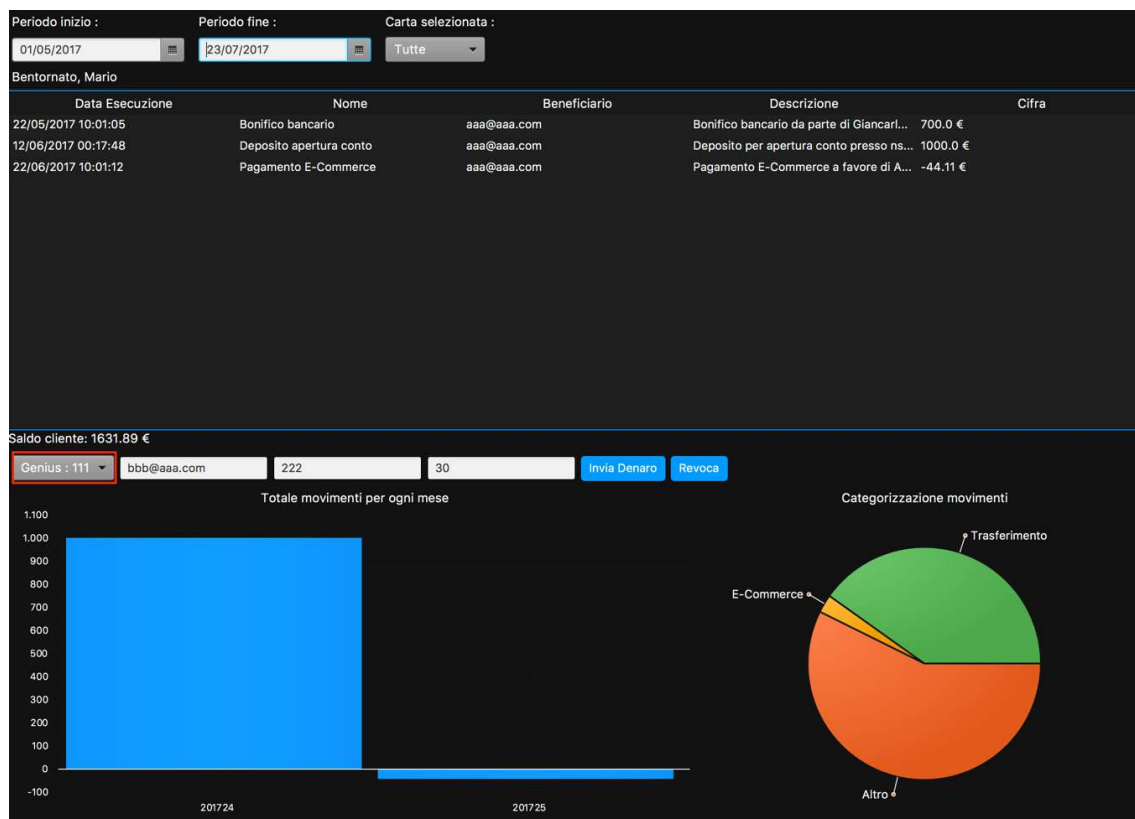 Periodo inizio : Periodo fine : Carta selezionata :
01/05/2017 23/07/2017 Tutte
Bentornato, Mario
Data Esecuzione Nome Beneficiario Descrizione Cifra
22/05/2017 10:01:05 Bonifico bancario aaa@aaa.com Bonifico bancario da parte di Giancarl... 700.0 €
12/06/2017 00:17:48 Deposito apertura conto aaa@aaa.com Deposito per apertura conto presso ns... 1000.0 €
22/06/2017 10:01:12 Pagamento E-Commerce aaa@aaa.com Pagamento E-Commerce a favore di A... -44.11 €
Saldo cliente: 1631.89 €
Genius : 111 bbb@aaa.com 222 30 Invia Denaro Revoca
Totale movimenti per ogni mese
1.100
1.000
900
800
700
600
500
400
300
200
100
0
-100
201724 201725
Categorizzazione movimenti
Trasferimento
E-Commerce
Altro